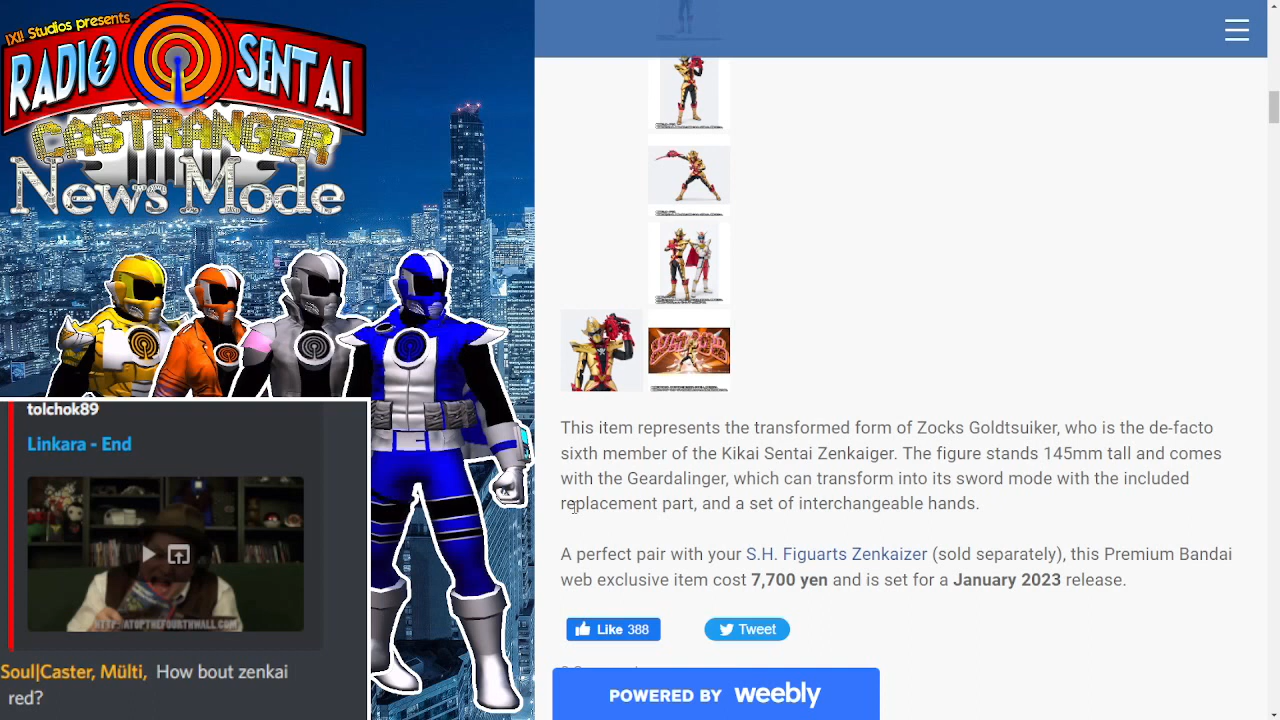 IXII Studios presents
RADIO SENTAI
CASTRANGER
News Mode
tolchok89
Linkara - End
HTTP://ATOPTHEFOURTHWALL.COM
Soul|Caster, Mülti, How bout zenkai
red?
This item represents the transformed form of Zocks Goldtsuiker, who is the de-facto
sixth member of the Kikai Sentai Zenkaiger. The figure stands 145mm tall and comes
with the Geardalinger, which can transform into its sword mode with the included
replacement part, and a set of interchangeable hands.
A perfect pair with your S.H. Figuarts Zenkaizer (sold separately), this Premium Bandai
web exclusive item cost 7,700 yen and is set for a January 2023 release.
Like 388
Tweet
POWERED BY weebly